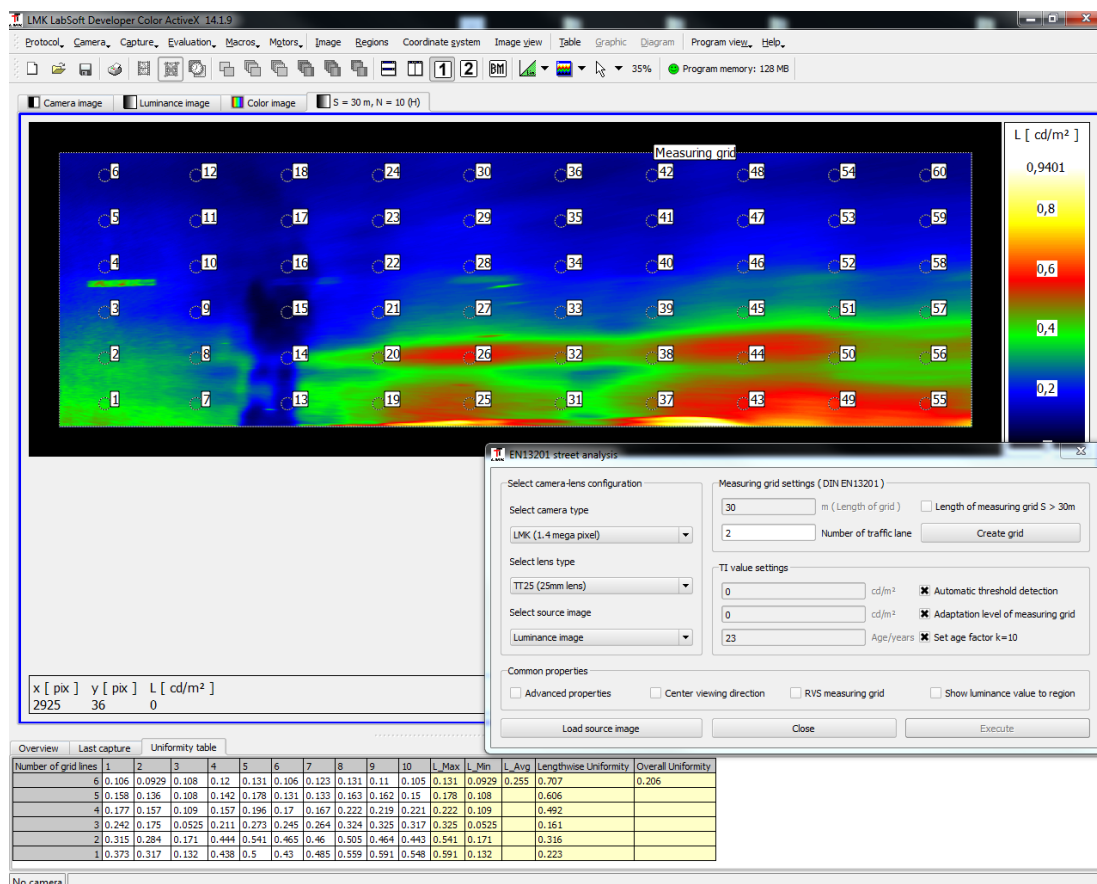 LMK LabSoft Developer Color ActiveX 14.1.9
Protocol Camera Capture Evaluation Macros Motors Image Regions Coordinate system Image view Table Graphic Diagram Program view Help
1 2 BM 35% Program memory: 128 MB
Camera image Luminance image Color image S = 30 m, N = 10 (H)
L [ cd/m² ]
Measuring grid
0,9401
6 12 18 24 30 36 42 48 54 60
0,8
5 11 17 23 29 35 41 47 53 59
4 10 16 22 28 34 40 46 52 58
0,6
3 9 15 21 27 33 39 45 51 57
0,4
2 8 14 20 26 32 38 44 50 56
0,2
1 7 13 19 25 31 37 43 49 55
EN13201 street analysis
Select camera-lens configuration
Select camera type
LMK (1.4 mega pixel)
Select lens type
TT25 (25mm lens)
Select source image
Luminance image
Measuring grid settings ( DIN EN13201 )
30 m ( Length of grid ) Length of measuring grid S > 30m
2 Number of traffic lane Create grid
TI value settings
0 cd/m² Automatic threshold detection
0 cd/m² Adaptation level of measuring grid
23 Age/years Set age factor k=10
Common properties
Advanced properties Center viewing direction RVS measuring grid Show luminance value to region
Load source image Close Execute
x [ pix ] y [ pix ] L [ cd/m² ]
2925 36 0
Overview Last capture Uniformity table
Number of grid lines 1 2 3 4 5 6 7 8 9 10 L_Max L_Min L_Avg Lengthwise Uniformity Overall Uniformity
6 0.106 0.0929 0.108 0.12 0.131 0.106 0.123 0.131 0.11 0.105 0.131 0.0929 0.255 0.707 0.206
5 0.158 0.136 0.108 0.142 0.178 0.131 0.133 0.163 0.162 0.15 0.178 0.108 0.606
4 0.177 0.157 0.109 0.157 0.196 0.17 0.167 0.222 0.219 0.221 0.222 0.109 0.492
3 0.242 0.175 0.0525 0.211 0.273 0.245 0.264 0.324 0.325 0.317 0.325 0.0525 0.161
2 0.315 0.284 0.171 0.444 0.541 0.465 0.46 0.505 0.464 0.443 0.541 0.171 0.316
1 0.373 0.317 0.132 0.438 0.5 0.43 0.485 0.559 0.591 0.548 0.591 0.132 0.223
No camera